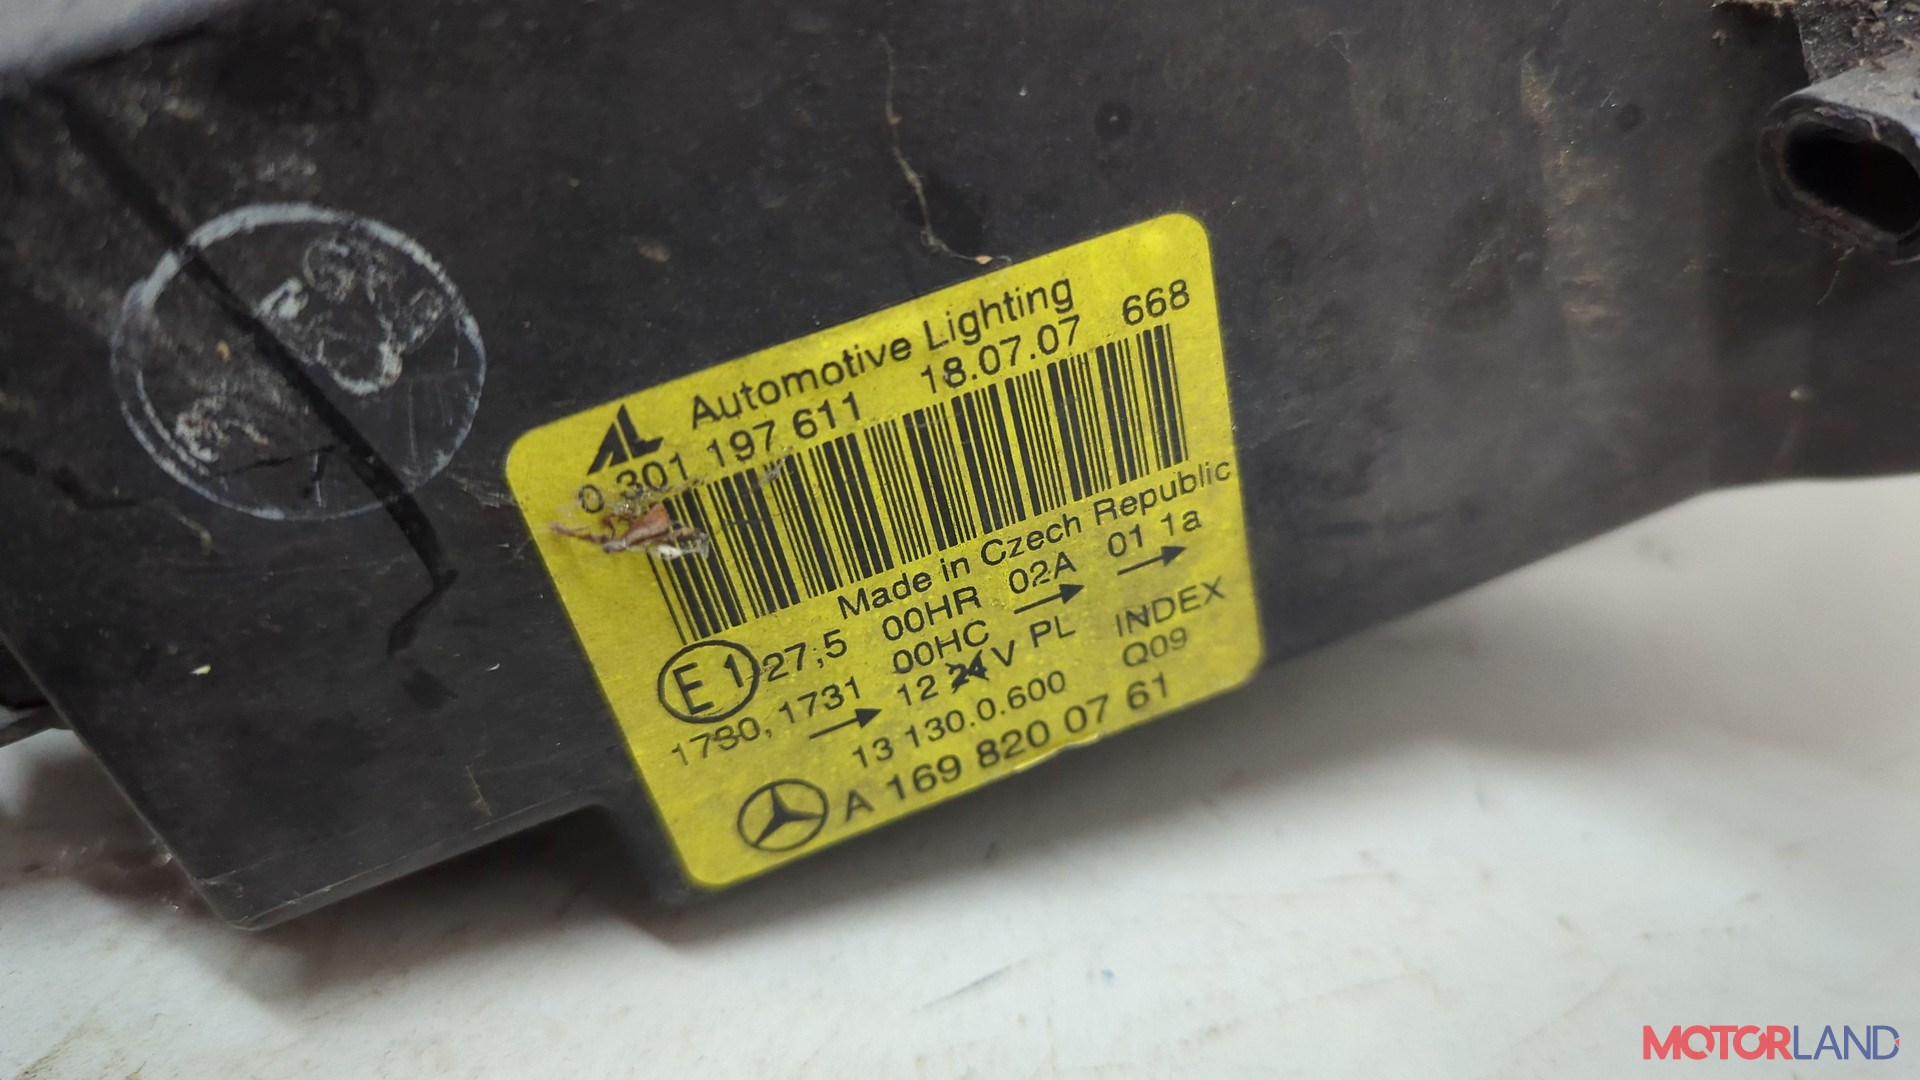 AL Automotive Lighting
0 301 197 611 18.07.07 668
Made in Czech Republic
E1 27,5 00HR 02A 01 1a
00HC
1730, 1731 12 24 V PL INDEX
13 130.0.600 Q09
A 169 820 07 61
MOTORLAND